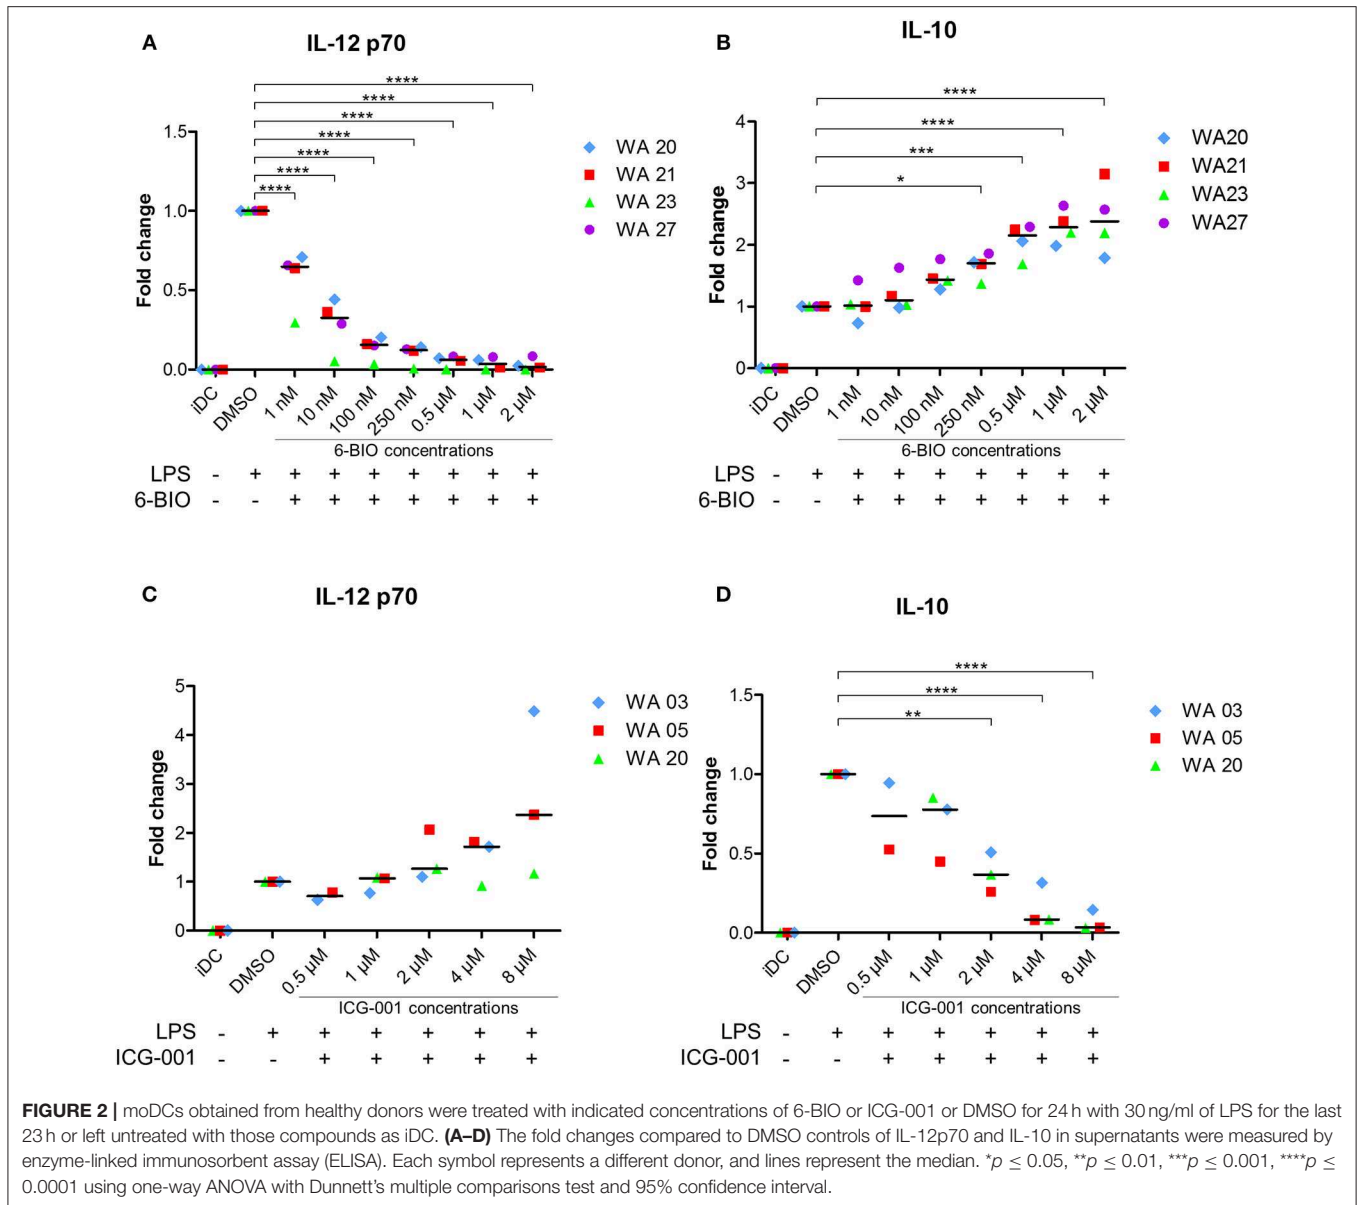 A
IL-12 p70
****
****
****
****
****
****
****
1.5
1.0
0.5
0.0
Fold change
WA 20
WA 21
WA 23
WA 27
iDC
DMSO
1 nM
10 nM
100 nM
250 nM
0.5 µM
1 µM
2 µM
6-BIO concentrations
LPS - + + + + + + + +
6-BIO - - + + + + + + +
B
IL-10
****
****
***
*
4
3
2
1
0
Fold change
WA20
WA21
WA23
WA27
iDC
DMSO
1 nM
10 nM
100 nM
250 nM
0.5 µM
1 µM
2 µM
6-BIO concentrations
LPS - + + + + + + + +
6-BIO - - + + + + + + +
C
IL-12 p70
5
4
3
2
1
0
Fold change
WA 03
WA 05
WA 20
iDC
DMSO
0.5 µM
1 µM
2 µM
4 µM
8 µM
ICG-001 concentrations
LPS - + + + + + +
ICG-001 - - + + + + +
D
IL-10
****
****
**
1.5
1.0
0.5
0.0
Fold change
WA 03
WA 05
WA 20
iDC
DMSO
0.5 µM
1 µM
2 µM
4 µM
8 µM
ICG-001 concentrations
LPS - + + + + + +
ICG-001 - - + + + + +
FIGURE 2 | moDCs obtained from healthy donors were treated with indicated concentrations of 6-BIO or ICG-001 or DMSO for 24 h with 30 ng/ml of LPS for the last
23 h or left untreated with those compounds as iDC. (A–D) The fold changes compared to DMSO controls of IL-12p70 and IL-10 in supernatants were measured by
enzyme-linked immunosorbent assay (ELISA). Each symbol represents a different donor, and lines represent the median. *p ≤ 0.05, **p ≤ 0.01, ***p ≤ 0.001, ****p ≤
0.0001 using one-way ANOVA with Dunnett's multiple comparisons test and 95% confidence interval.